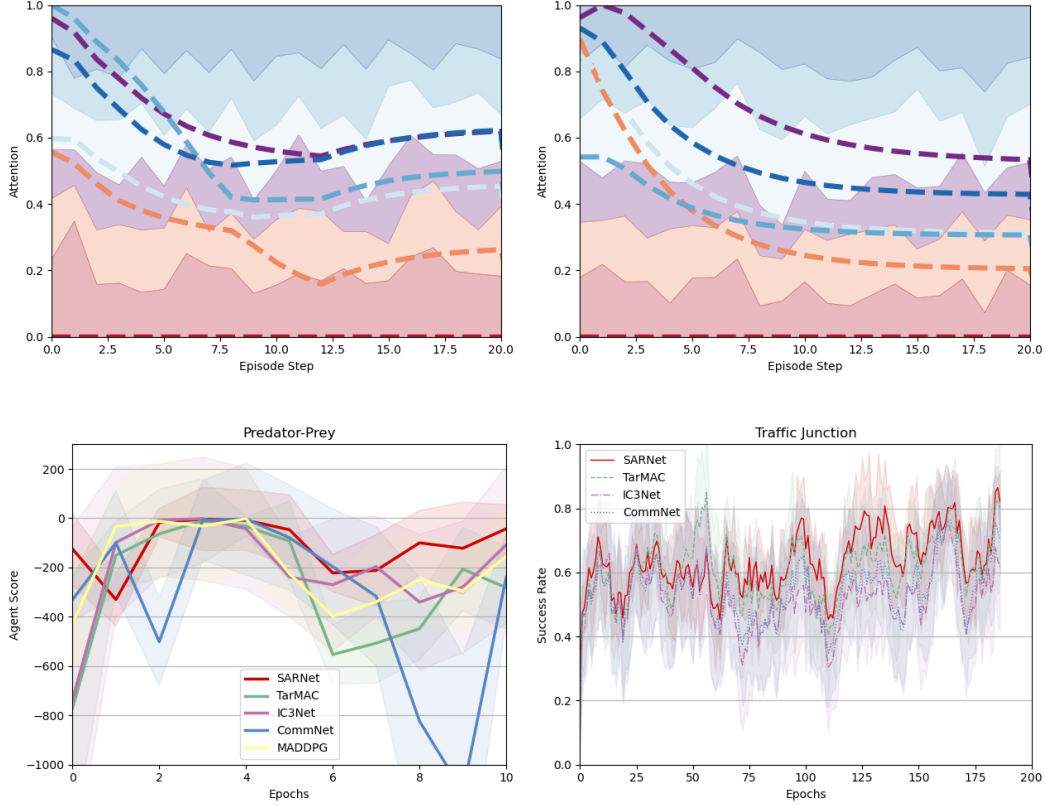 1.0
0.8
0.6
0.4
0.2
0.0
Attention
0.0 2.5 5.0 7.5 10.0 12.5 15.0 17.5 20.0
Episode Step
1.0
0.8
0.6
0.4
0.2
0.0
Attention
0.0 2.5 5.0 7.5 10.0 12.5 15.0 17.5 20.0
Episode Step
Predator-Prey
200
0
−200
−400
−600
−800
−1000
Agent Score
SARNet
TarMAC
IC3Net
CommNet
MADDPG
0 2 4 6 8 10
Epochs
Traffic Junction
1.0
0.8
0.6
0.4
0.2
0.0
Success Rate
SARNet
TarMAC
IC3Net
CommNet
0 25 50 75 100 125 150 175 200
Epochs